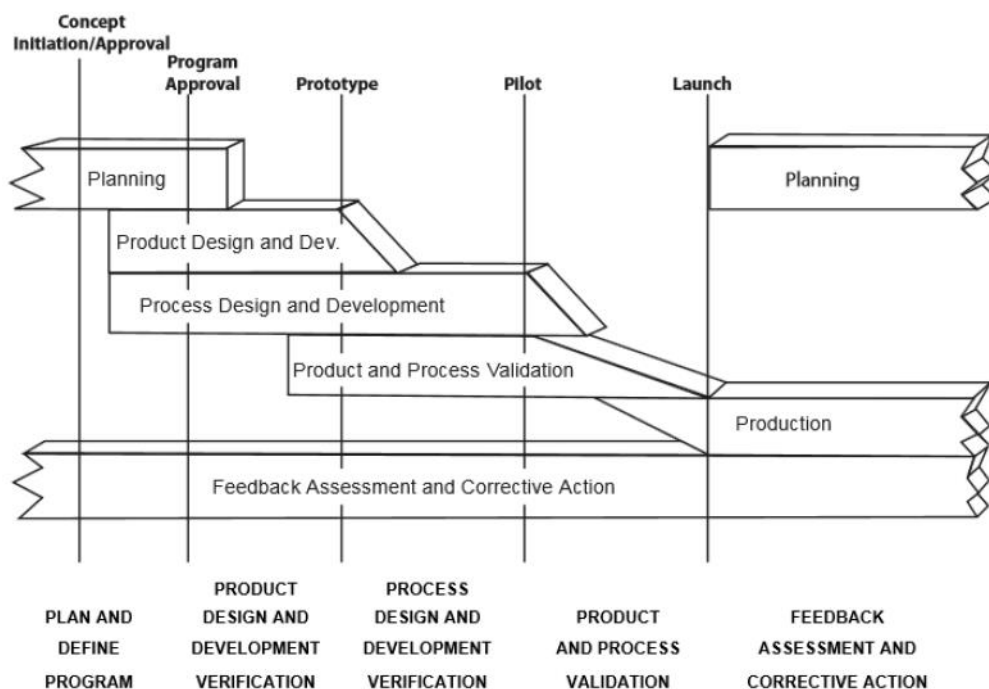 Concept
Initiation/Approval
Program
Approval
Prototype
Pilot
Launch
Planning
Planning
Product Design and Dev.
Process Design and Development
Product and Process Validation
Production
Feedback Assessment and Corrective Action
PLAN AND
DEFINE
PROGRAM
PRODUCT
DESIGN AND
DEVELOPMENT
VERIFICATION
PROCESS
DESIGN AND
DEVELOPMENT
VERIFICATION
PRODUCT
AND PROCESS
VALIDATION
FEEDBACK
ASSESSMENT AND
CORRECTIVE ACTION